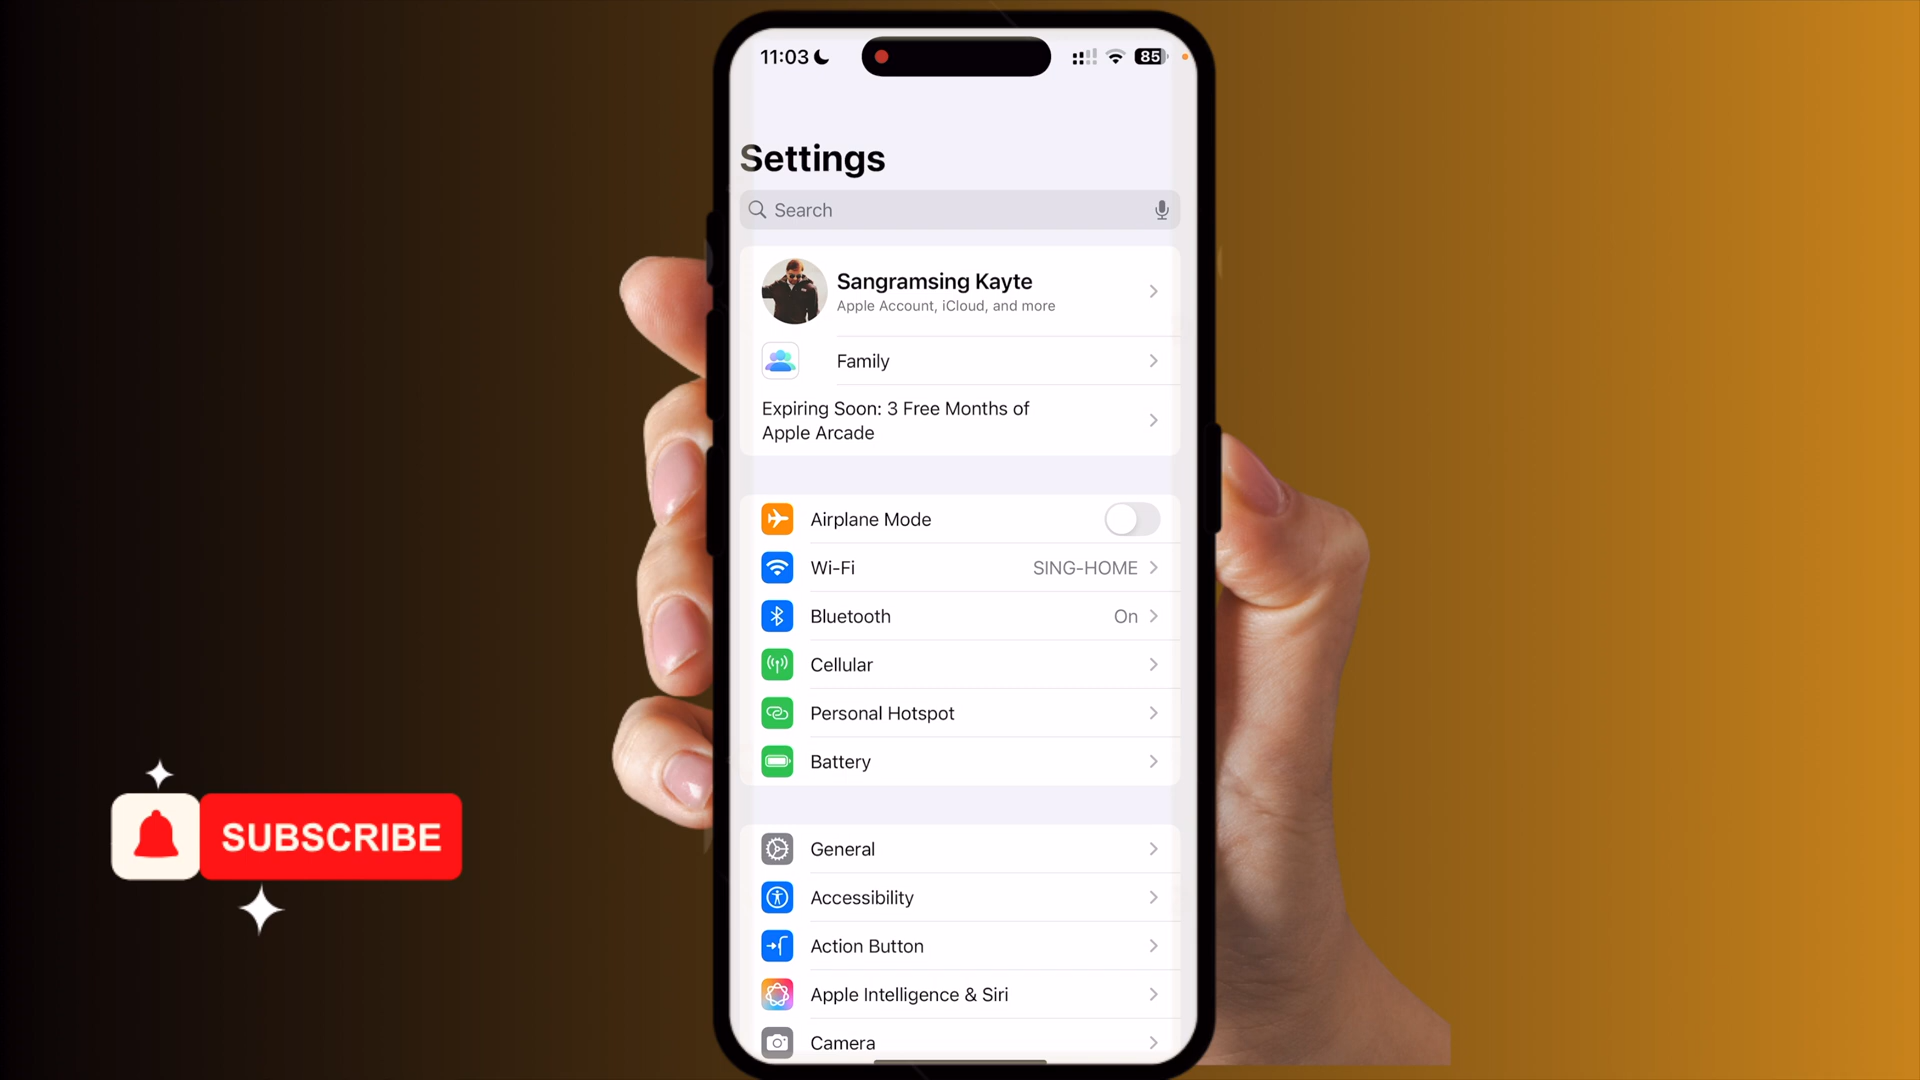 11:03
85
Settings
Search
Sangramsing Kayte
Apple Account, iCloud, and more
Family
Expiring Soon: 3 Free Months of
Apple Arcade
Airplane Mode
Wi-Fi SING-HOME
Bluetooth On
Cellular
Personal Hotspot
Battery
General
Accessibility
Action Button
Apple Intelligence & Siri
Camera
SUBSCRIBE